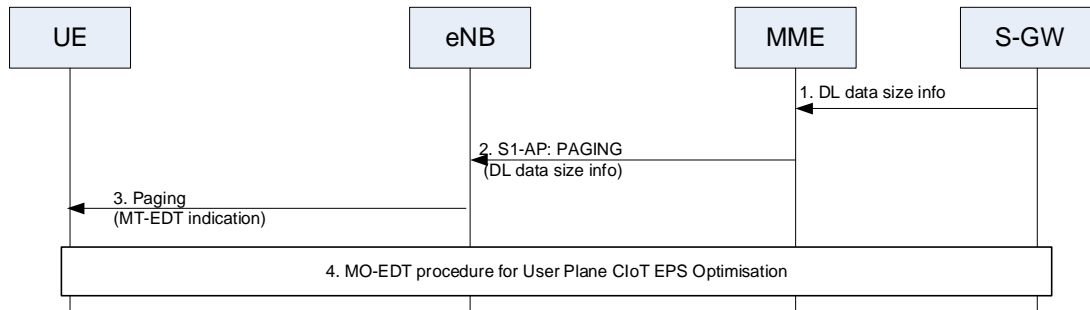 UE
eNB
MME
S-GW
1. DL data size info
2. S1-AP: PAGING
(DL data size info)
3. Paging
(MT-EDT indication)
4. MO-EDT procedure for User Plane CIoT EPS Optimisation